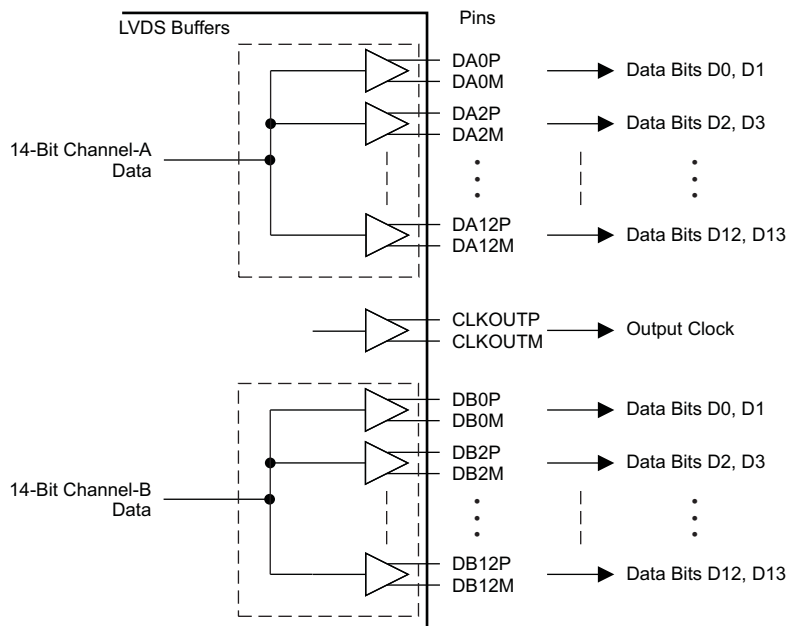 Pins
LVDS Buffers
DA0P
DA0M
Data Bits D0, D1
DA2P
DA2M
Data Bits D2, D3
14-Bit Channel-A
Data
DA12P
DA12M
Data Bits D12, D13
CLKOUTP
CLKOUTM
Output Clock
DB0P
DB0M
Data Bits D0, D1
DB2P
DB2M
Data Bits D2, D3
14-Bit Channel-B
Data
DB12P
DB12M
Data Bits D12, D13